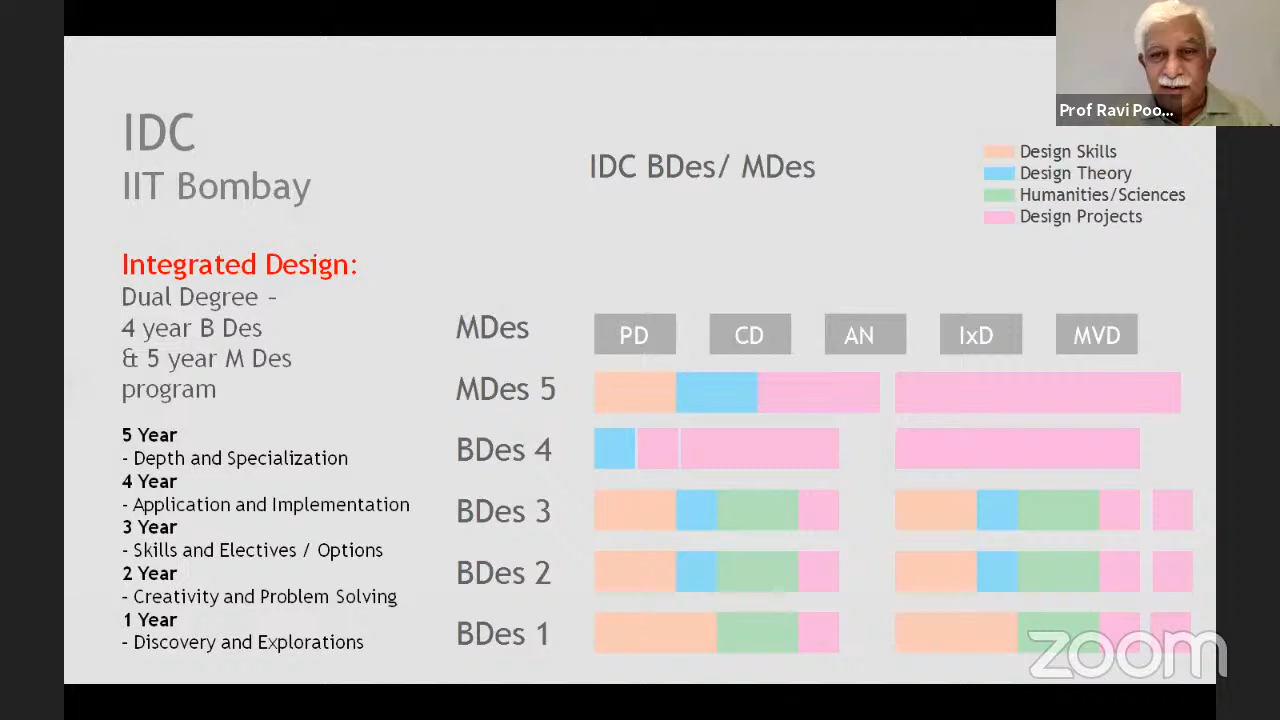 Prof Ravi Poo...
IDC
IIT Bombay
IDC BDes/ MDes
Design Skills
Design Theory
Humanities/Sciences
Design Projects
Integrated Design:
Dual Degree –
4 year B Des
& 5 year M Des
program
5 Year
- Depth and Specialization
4 Year
- Application and Implementation
3 Year
- Skills and Electives / Options
2 Year
- Creativity and Problem Solving
1 Year
- Discovery and Explorations
MDes PD CD AN IxD MVD
MDes 5
BDes 4
BDes 3
BDes 2
BDes 1
zoom